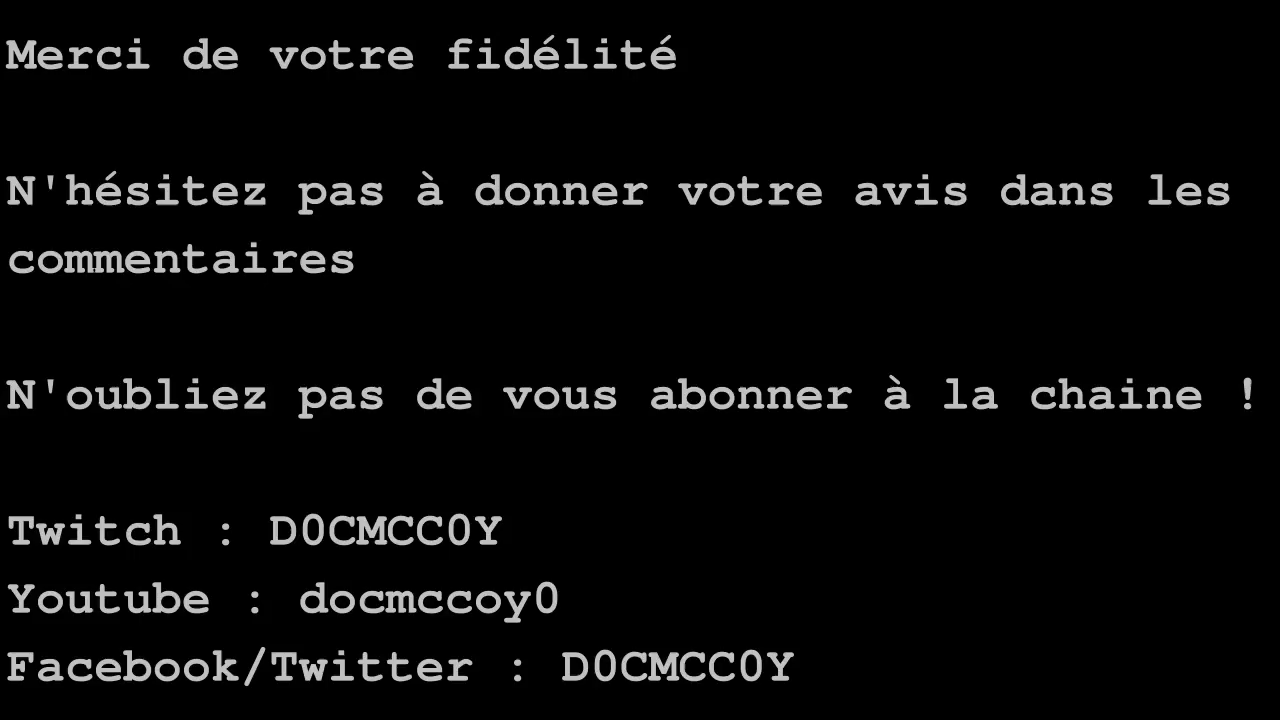 Merci de votre fidélité
N'hésitez pas à donner votre avis dans les
commentaires
N'oubliez pas de vous abonner à la chaine !
Twitch : D0CMCC0Y
Youtube : docmccoy0
Facebook/Twitter : D0CMCC0Y